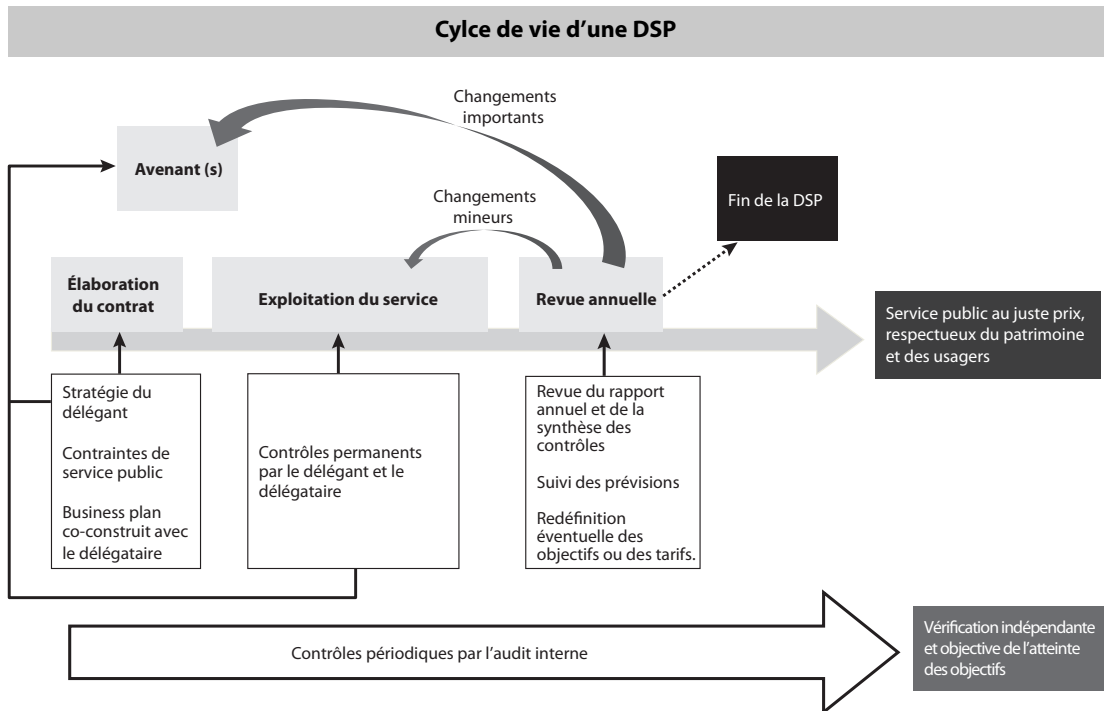 Cylce de vie d’une DSP
Changements
importants
Avenant (s)
Changements
mineurs
Fin de la DSP
Élaboration
du contrat
Exploitation du service
Revue annuelle
Service public au juste prix,
respectueux du patrimoine
et des usagers
Stratégie du
délégant
Contraintes de
service public
Business plan
co-construit avec
le délégataire
Contrôles permanents
par le délégant et le
délégataire
Revue du rapport
annuel et de la
synthèse des
contrôles
Suivi des prévisions
Redéfinition
éventuelle des
objectifs ou des tarifs.
Contrôles périodiques par l’audit interne
Vérification indépendante
et objective de l’atteinte
des objectifs